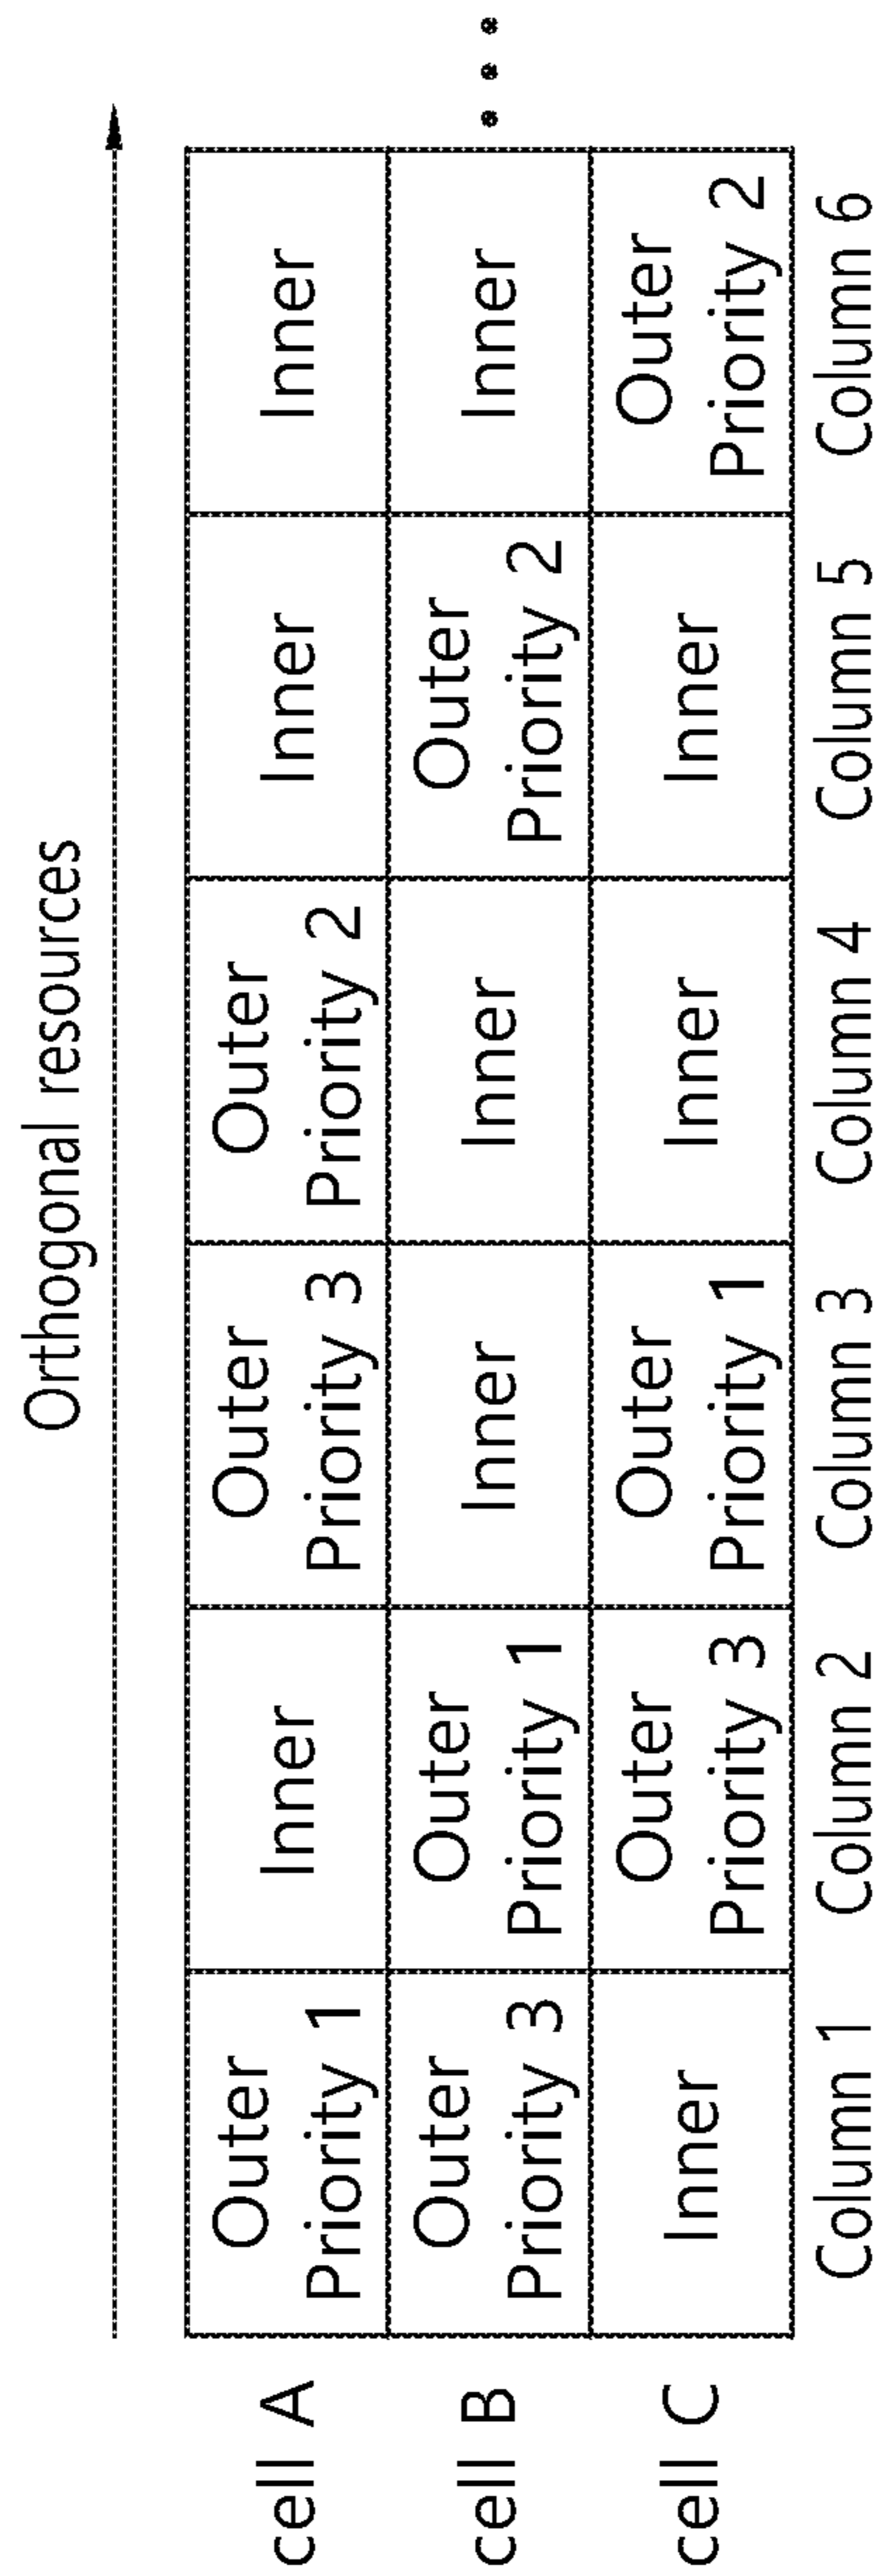 Orthogonal resources
cell A
Outer
Priority 1
Inner
Outer
Priority 3
Outer
Priority 2
Inner
Inner
cell B
Outer
Priority 3
Outer
Priority 1
Inner
Inner
Outer
Priority 2
Inner
cell C
Inner
Outer
Priority 3
Outer
Priority 1
Inner
Inner
Outer
Priority 2
Column 1
Column 2
Column 3
Column 4
Column 5
Column 6